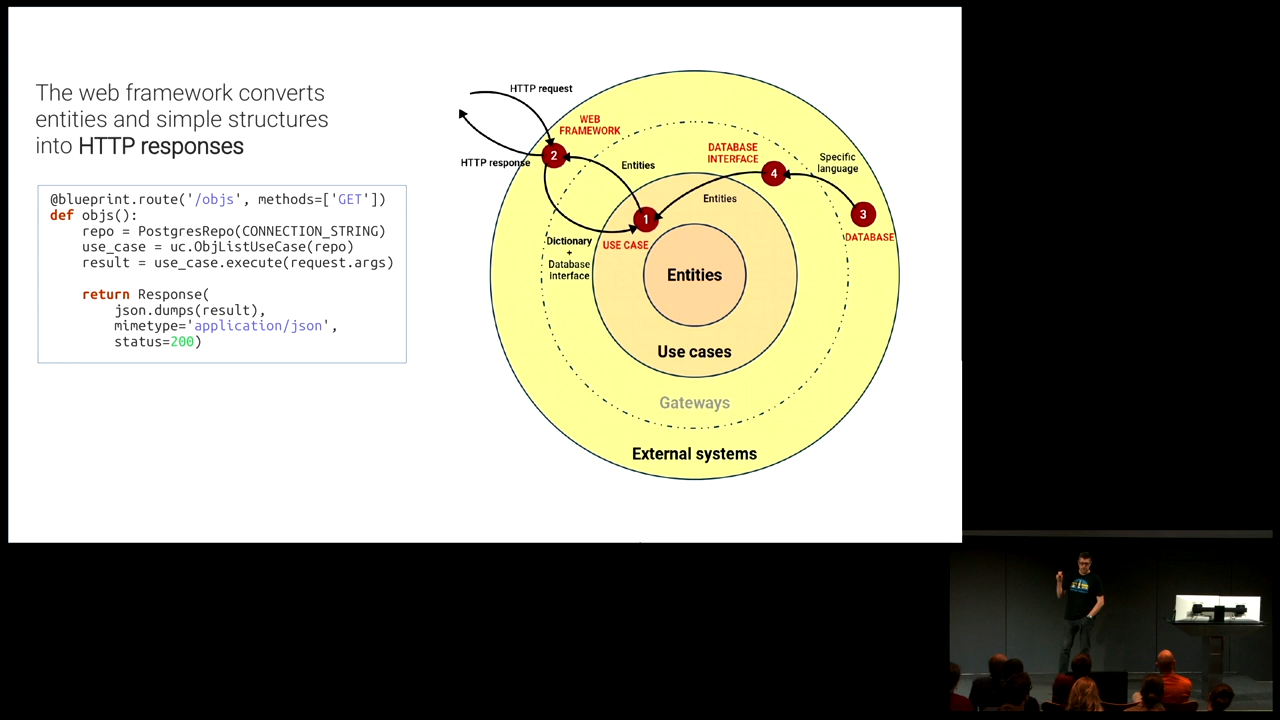 The web framework converts
entities and simple structures
into HTTP responses
@blueprint.route('/objs', methods=['GET'])
def objs():
    repo = PostgresRepo(CONNECTION_STRING)
    use_case = uc.ObjListUseCase(repo)
    result = use_case.execute(request.args)
    return Response(
        json.dumps(result),
        mimetype='application/json',
        status=200)
HTTP request
WEB
FRAMEWORK
2
HTTP response
Entities
DATABASE
INTERFACE
4
Specific
language
Entities
3
DATABASE
1
USE CASE
Dictionary
+
Database
interface
Entities
Use cases
Gateways
External systems